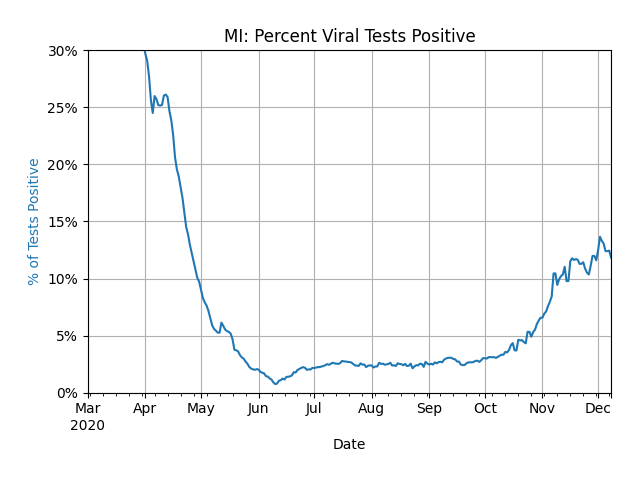 MI: Percent Viral Tests Positive
30%
25%
20%
15%
10%
5%
0%
% of Tests Positive
Mar Apr May Jun Jul Aug Sep Oct Nov Dec
2020
Date